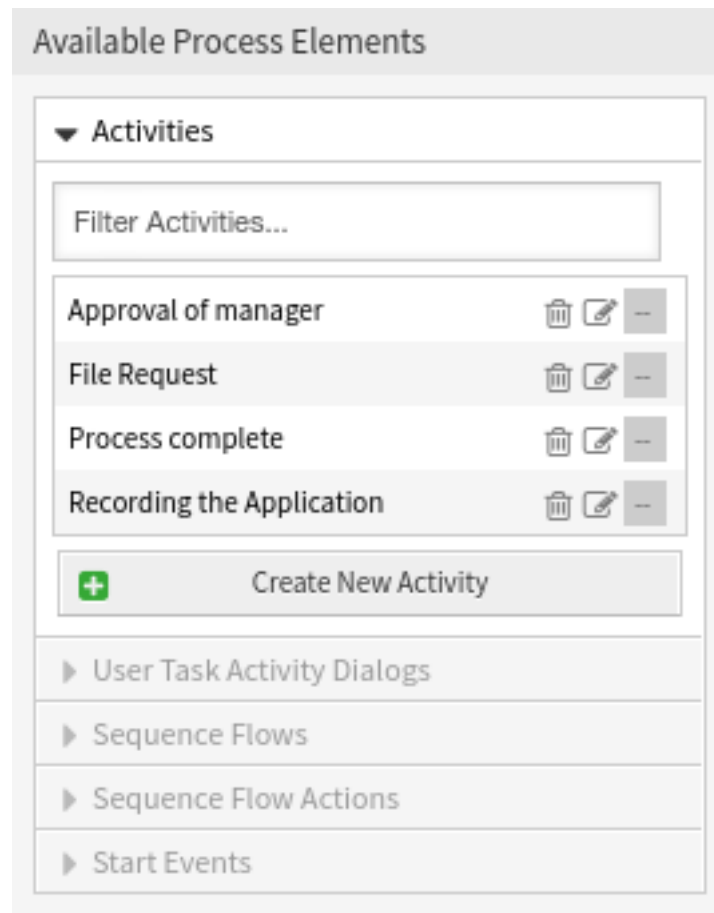 Available Process Elements
Activities
Filter Activities...
Approval of manager --
File Request --
Process complete --
Recording the Application --
Create New Activity
User Task Activity Dialogs
Sequence Flows
Sequence Flow Actions
Start Events